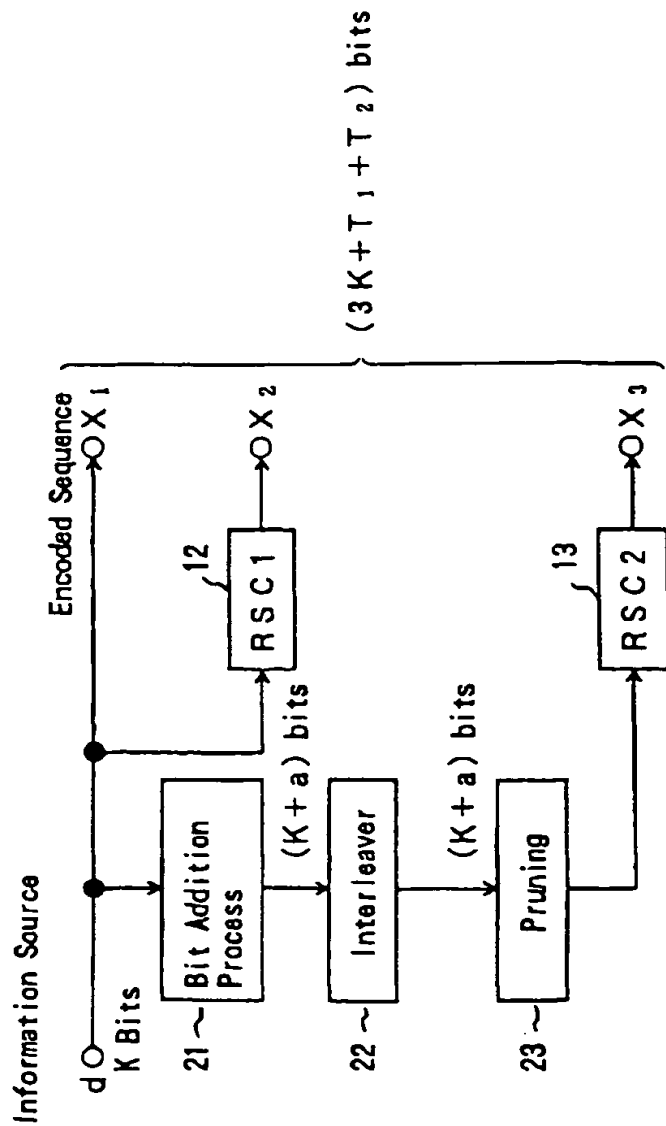 Information Source
d
K Bits
Encoded Sequence
X1
21
Bit Addition
Process
(K+a) bits
12
RSC1
X2
22
Interleaver
(K+a) bits
23
Pruning
13
RSC2
X3
(3K+T1+T2) bits